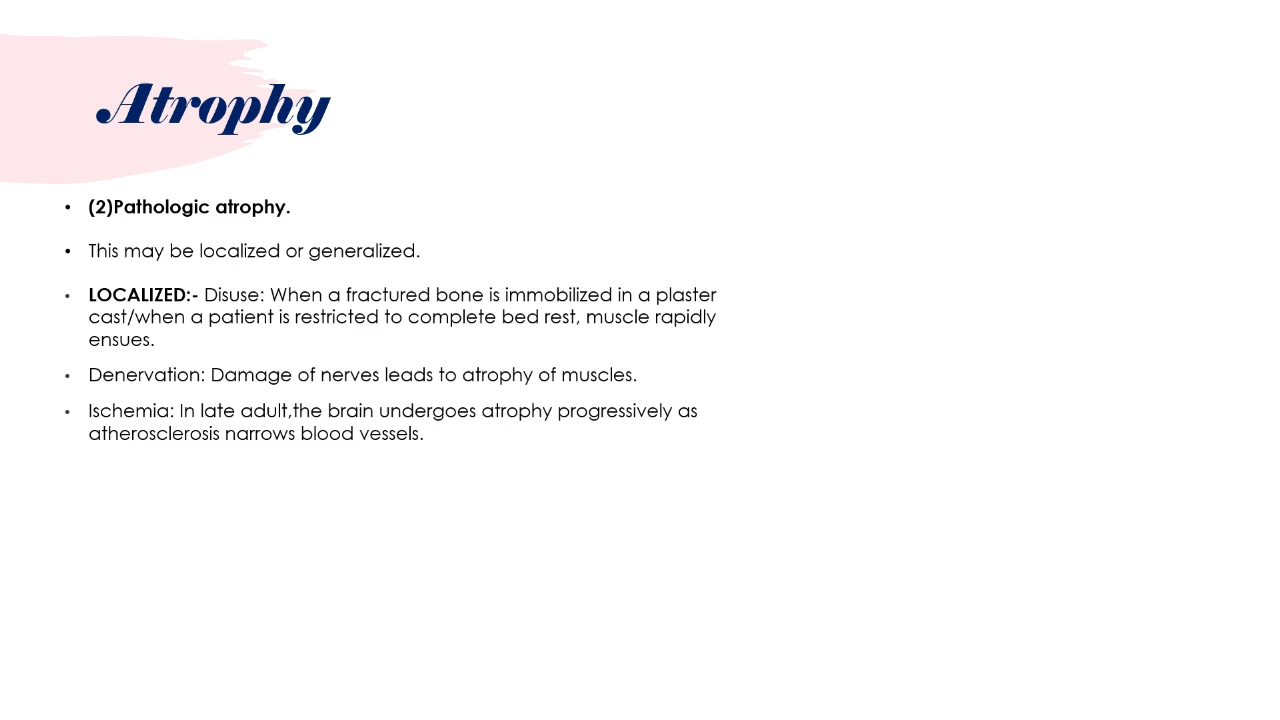 Atrophy
• (2)Pathologic atrophy.
• This may be localized or generalized.
• LOCALIZED:- Disuse: When a fractured bone is immobilized in a plaster
cast/when a patient is restricted to complete bed rest, muscle rapidly
ensues.
• Denervation: Damage of nerves leads to atrophy of muscles.
• Ischemia: In late adult,the brain undergoes atrophy progressively as
atherosclerosis narrows blood vessels.